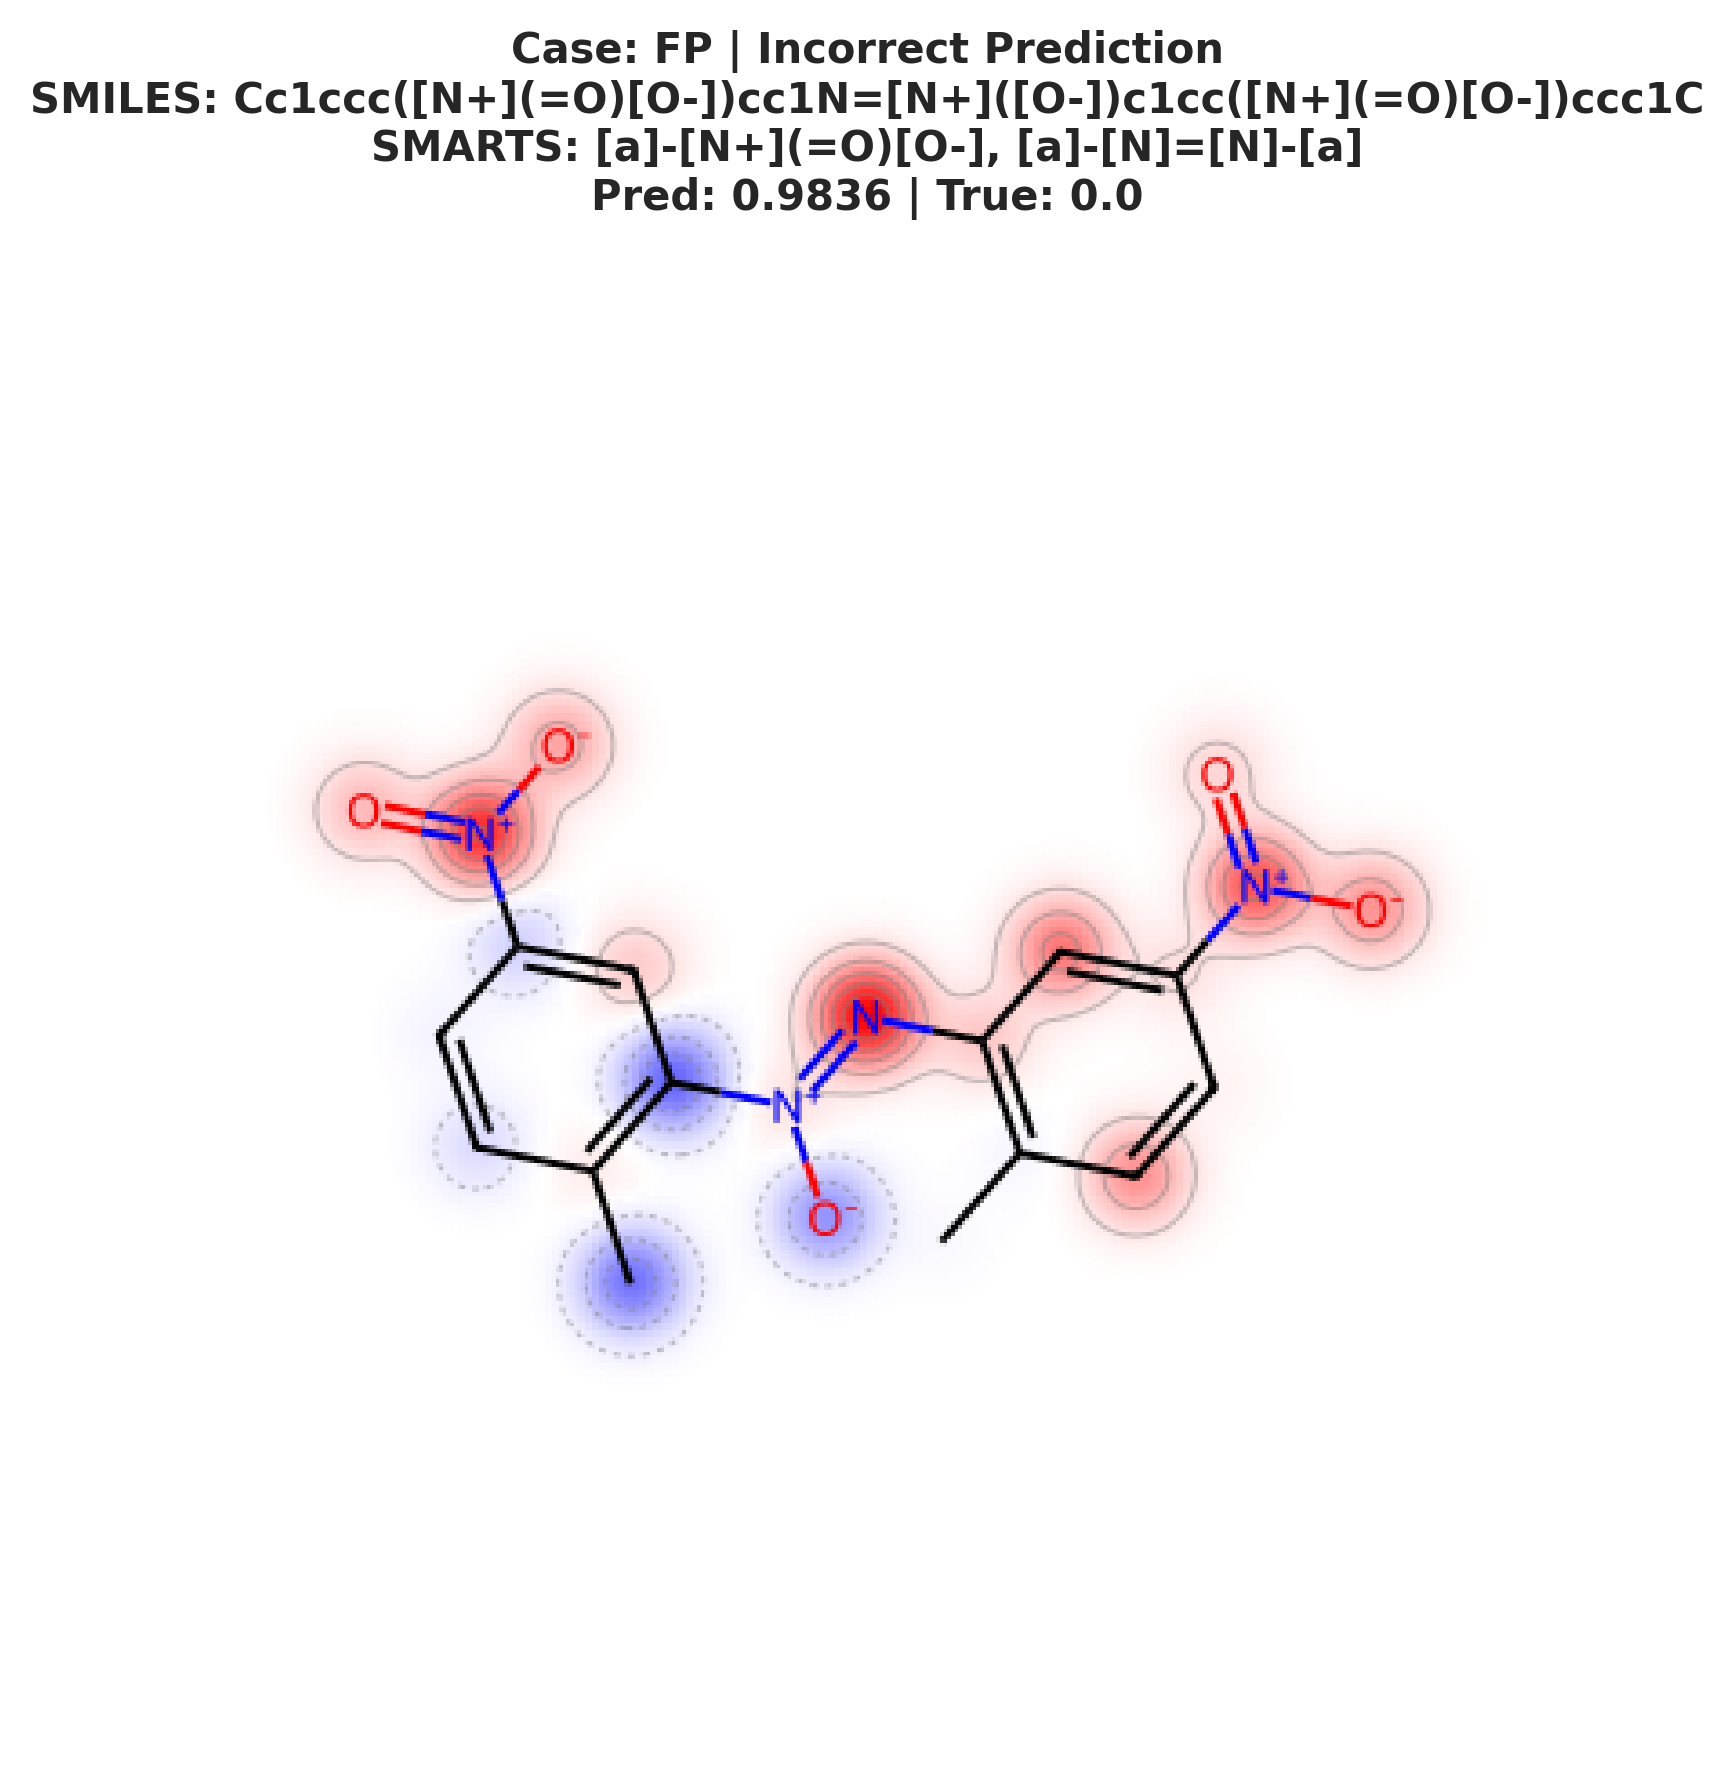 Case: FP | Incorrect Prediction
SMILES: Cc1ccc([N+](=O)[O-])cc1N=[N+]([O-])c1cc([N+](=O)[O-])ccc1C
SMARTS: [a]-[N+](=O)[O-], [a]-[N]=[N]-[a]
Pred: 0.9836 | True: 0.0
O⁻
O
N⁺
O
N⁺
O⁻
N
N⁺
O⁻